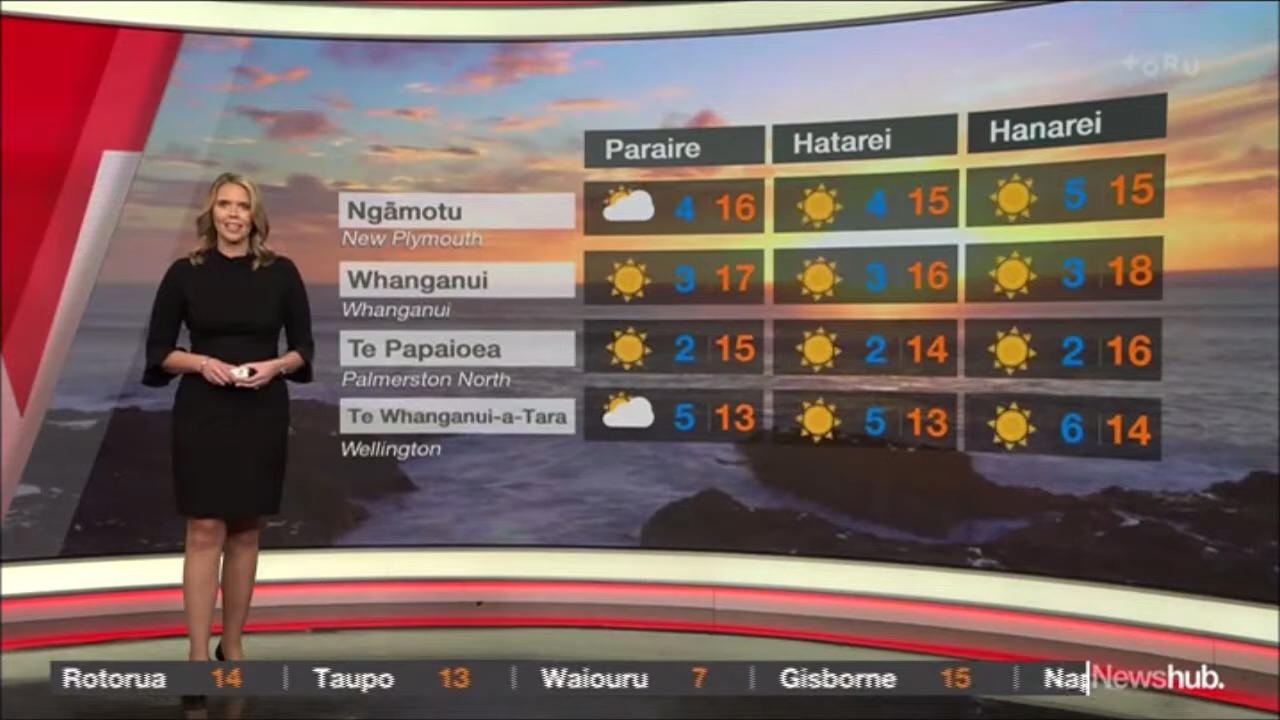 тORU
Paraire Hatarei Hanarei
Ngāmotu 4 16 4 15 5 15
New Plymouth
Whanganui 3 17 3 16 3 18
Whanganui
Te Papaioea 2 15 2 14 2 16
Palmerston North
Te Whanganui-a-Tara 5 13 5 13 6 14
Wellington
Rotorua 14 Taupo 13 Waiouru 7 Gisborne 15 Newshub.